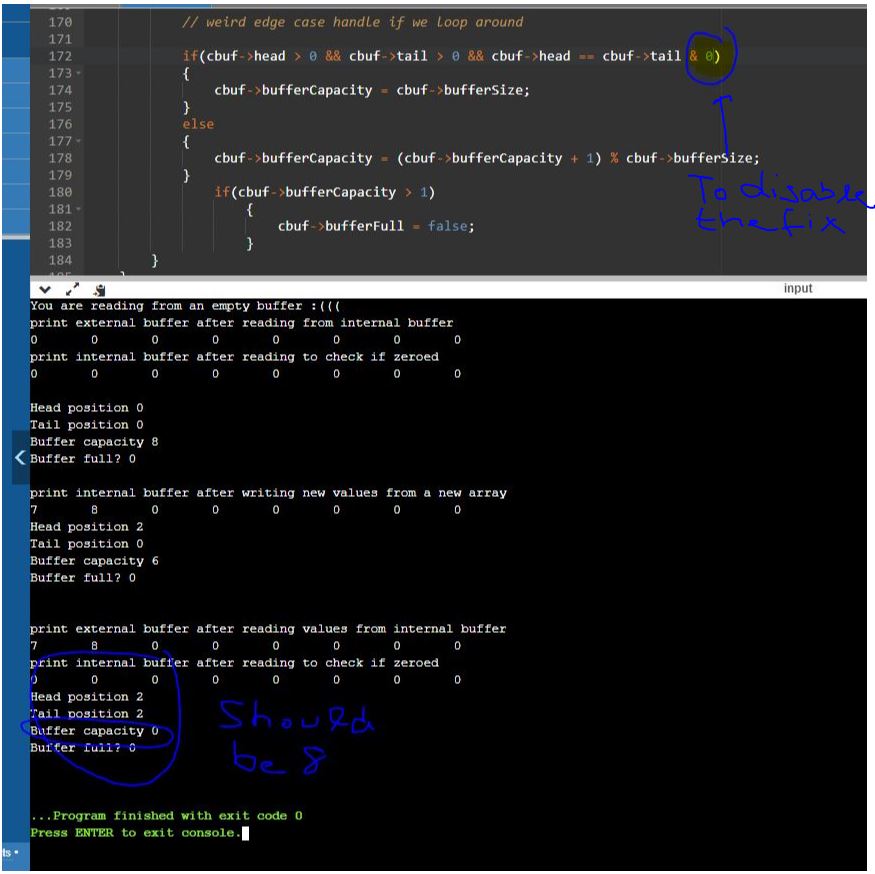 170 // weird edge case handle if we loop around
171
172 if(cbuf->head > 0 && cbuf->tail > 0 && cbuf->head == cbuf->tail & 0)
173 {
174 cbuf->bufferCapacity = cbuf->bufferSize;
175 }
176 else
177 {
178 cbuf->bufferCapacity = (cbuf->bufferCapacity + 1) % cbuf->bufferSize;
179 }
180 if(cbuf->bufferCapacity > 1)
181 {
182 cbuf->bufferFull = false;
183 }
184 }
To disable
the fix
input
You are reading from an empty buffer :(((
print external buffer after reading from internal buffer
0 0 0 0 0 0 0 0
print internal buffer after reading to check if zeroed
0 0 0 0 0 0 0 0
Head position 0
Tail position 0
Buffer capacity 8
Buffer full? 0
print internal buffer after writing new values from a new array
7 8 0 0 0 0 0 0
Head position 2
Tail position 0
Buffer capacity 6
Buffer full? 0
print external buffer after reading values from internal buffer
7 8 0 0 0 0 0 0
print internal buffer after reading to check if zeroed
0 0 0 0 0 0 0 0
Head position 2
Tail position 2
Buffer capacity 0
Buffer full? 0
Should
be 8
...Program finished with exit code 0
Press ENTER to exit console.
ts